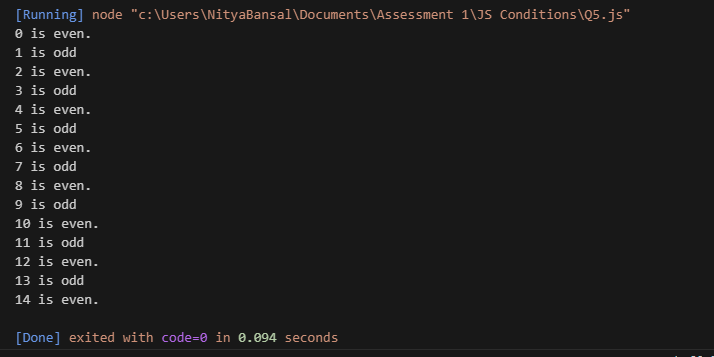 [Running] node "c:\Users\NityaBansal\Documents\Assessment 1\JS Conditions\Q5.js"
0 is even.
1 is odd
2 is even.
3 is odd
4 is even.
5 is odd
6 is even.
7 is odd
8 is even.
9 is odd
10 is even.
11 is odd
12 is even.
13 is odd
14 is even.
[Done] exited with code=0 in 0.094 seconds